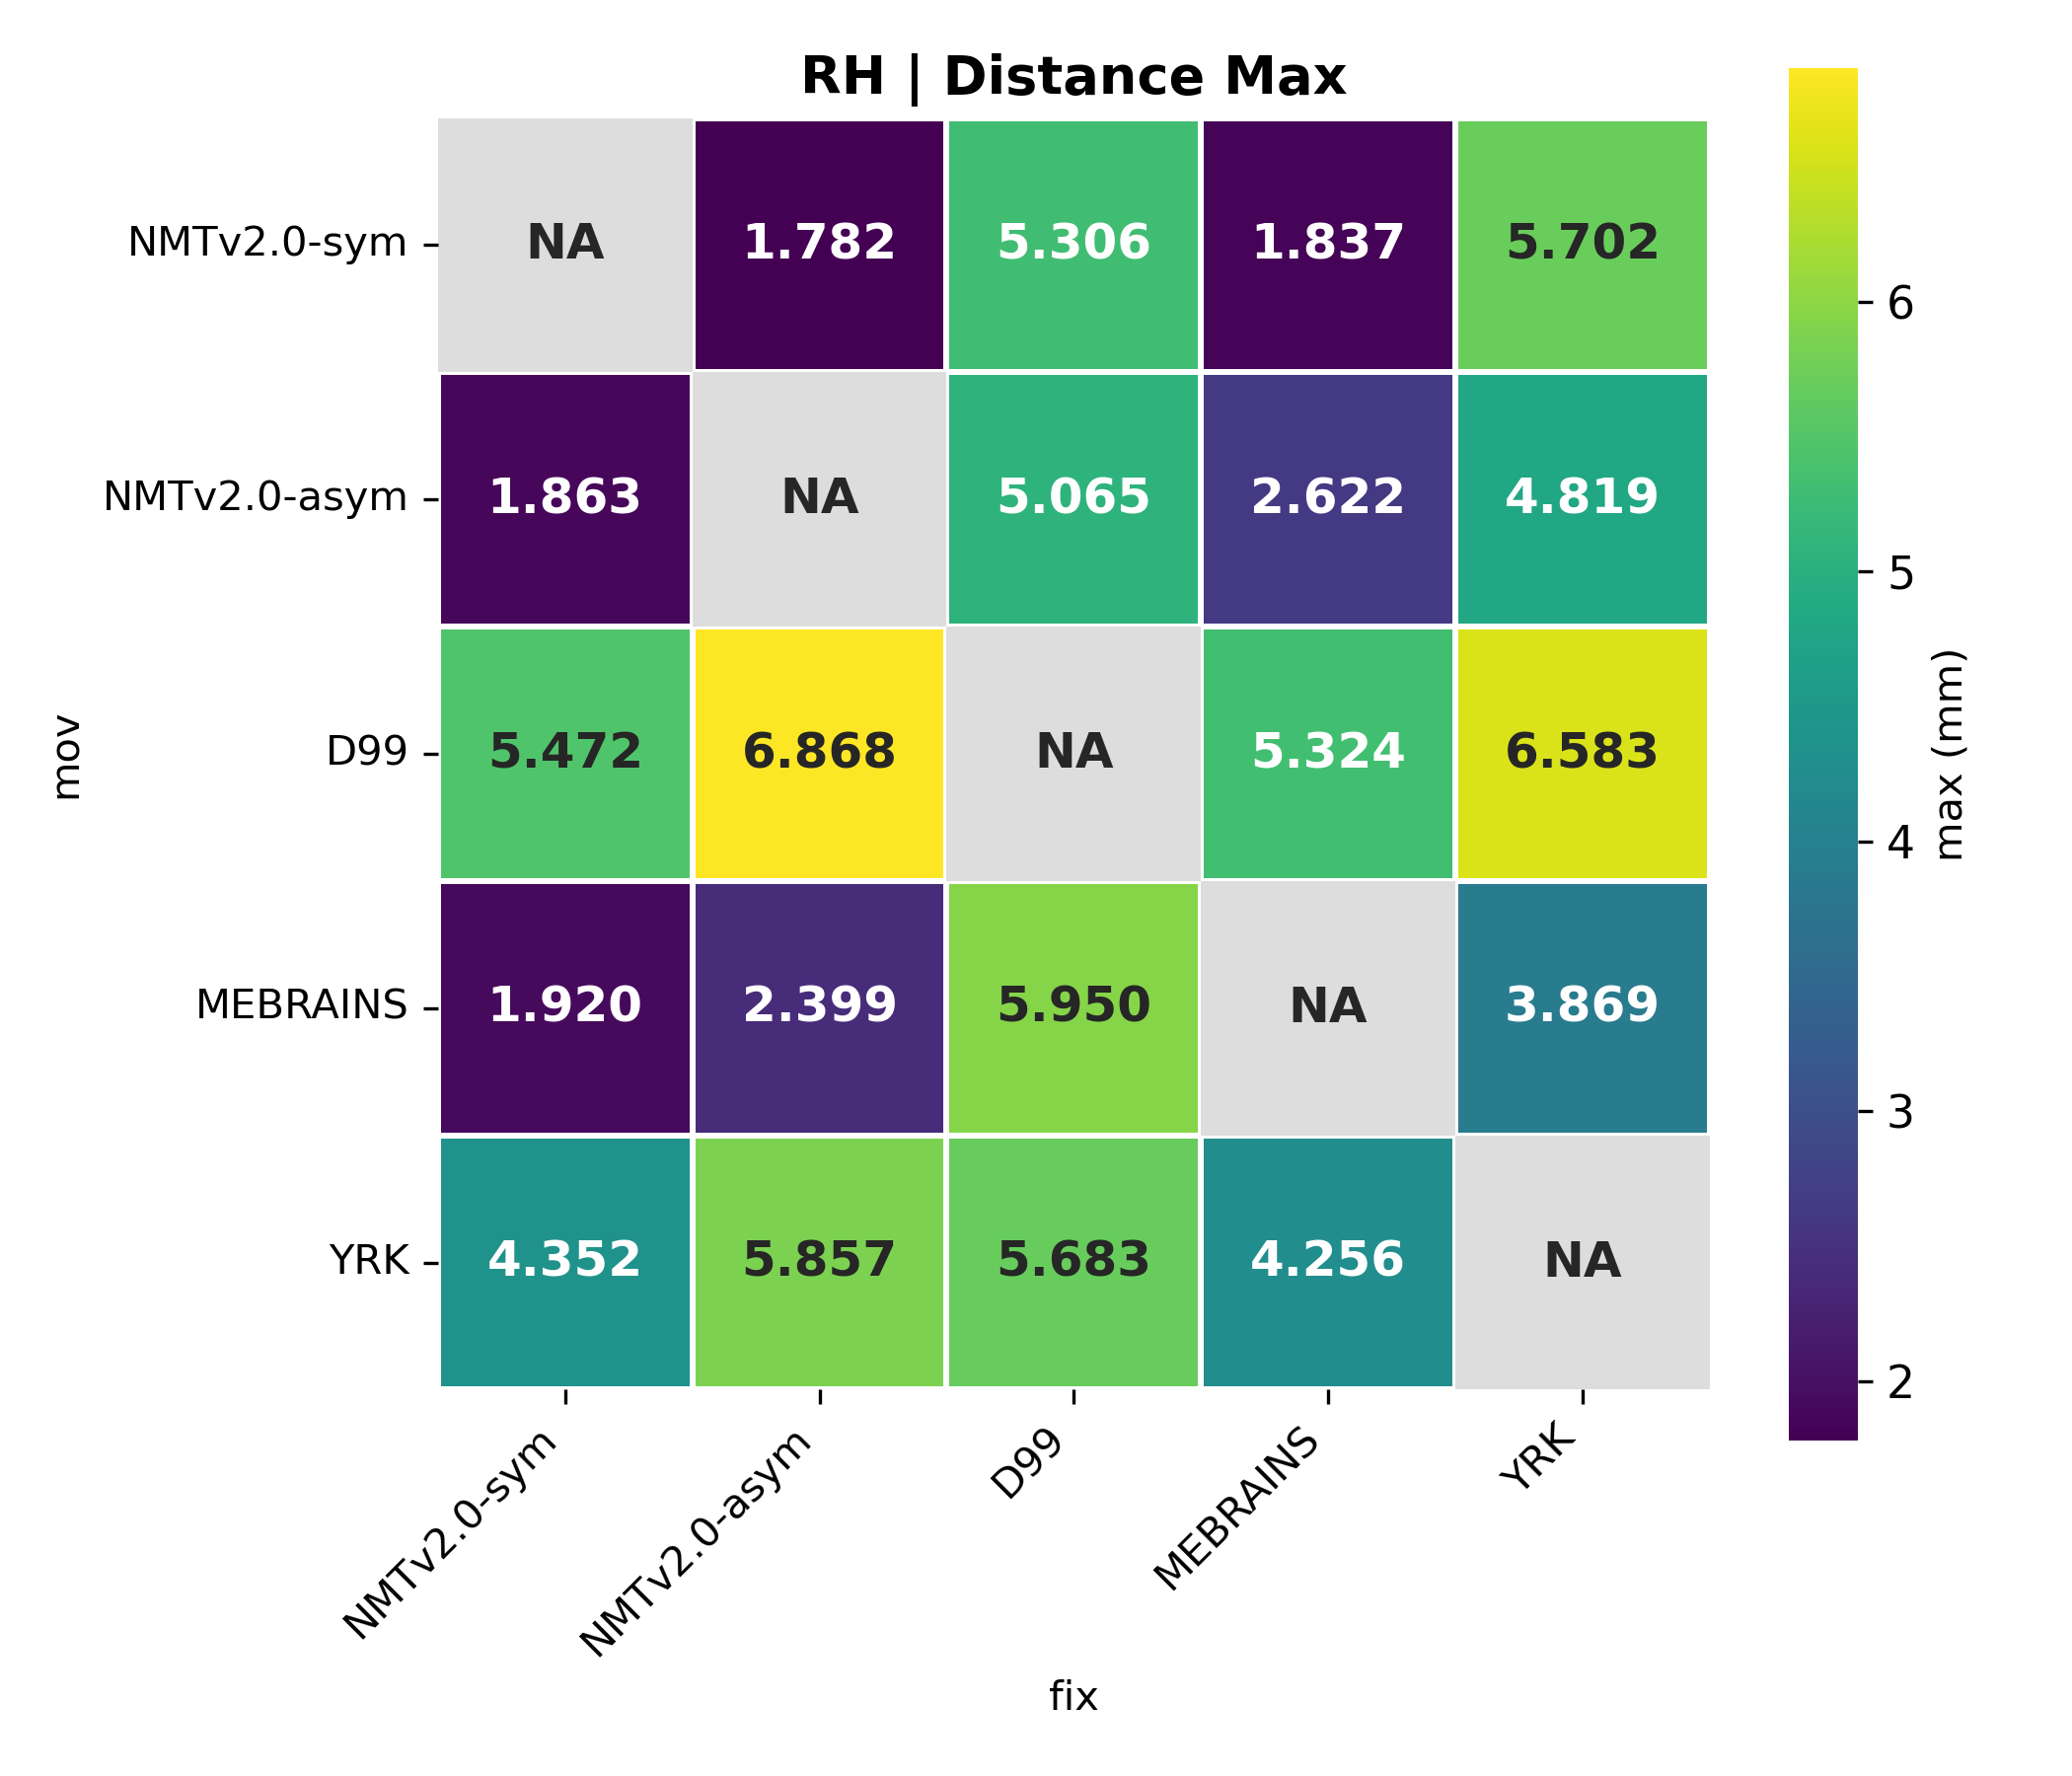 RH | Distance Max
NMTv2.0-sym NA 1.782 5.306 1.837 5.702
NMTv2.0-asym 1.863 NA 5.065 2.622 4.819
D99 5.472 6.868 NA 5.324 6.583
MEBRAINS 1.920 2.399 5.950 NA 3.869
YRK 4.352 5.857 5.683 4.256 NA
mov
NMTv2.0-sym NMTv2.0-asym D99 MEBRAINS YRK
fix
6
5
4
3
2
max (mm)